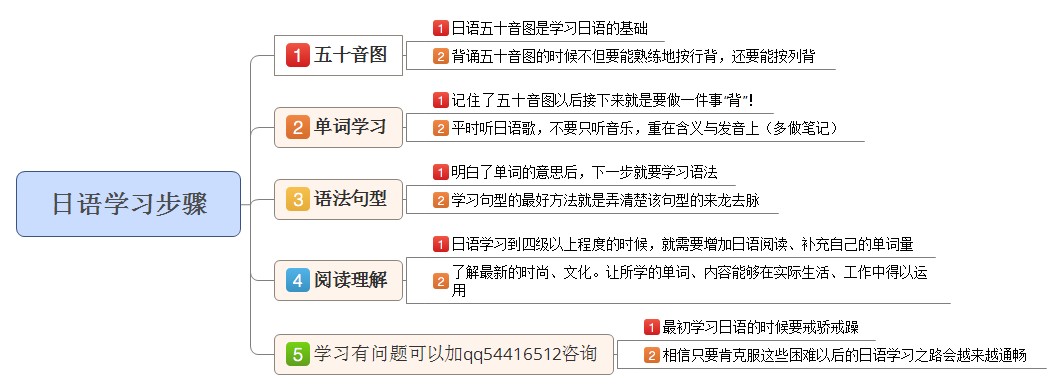 日语学习步骤
1 五十音图
1 日语五十音图是学习日语的基础
2 背诵五十音图的时候不但要能熟练地按行背，还要能按列背
2 单词学习
1 记住了五十音图以后接下来就是要做一件事“背”！
2 平时听日语歌，不要只听音乐，重在含义与发音上（多做笔记）
3 语法句型
1 明白了单词的意思后，下一步就要学习语法
2 学习句型的最好方法就是弄清楚该句型的来龙去脉
4 阅读理解
1 日语学习到四级以上程度的时候，就需要增加日语阅读、补充自己的单词量
2 了解最新的时尚、文化。让所学的单词、内容能够在实际生活、工作中得以运
用
5 学习有问题可以加qq54416512咨询
1 最初学习日语的时候要戒骄戒躁
2 相信只要肯克服这些困难以后的日语学习之路会越来越通畅